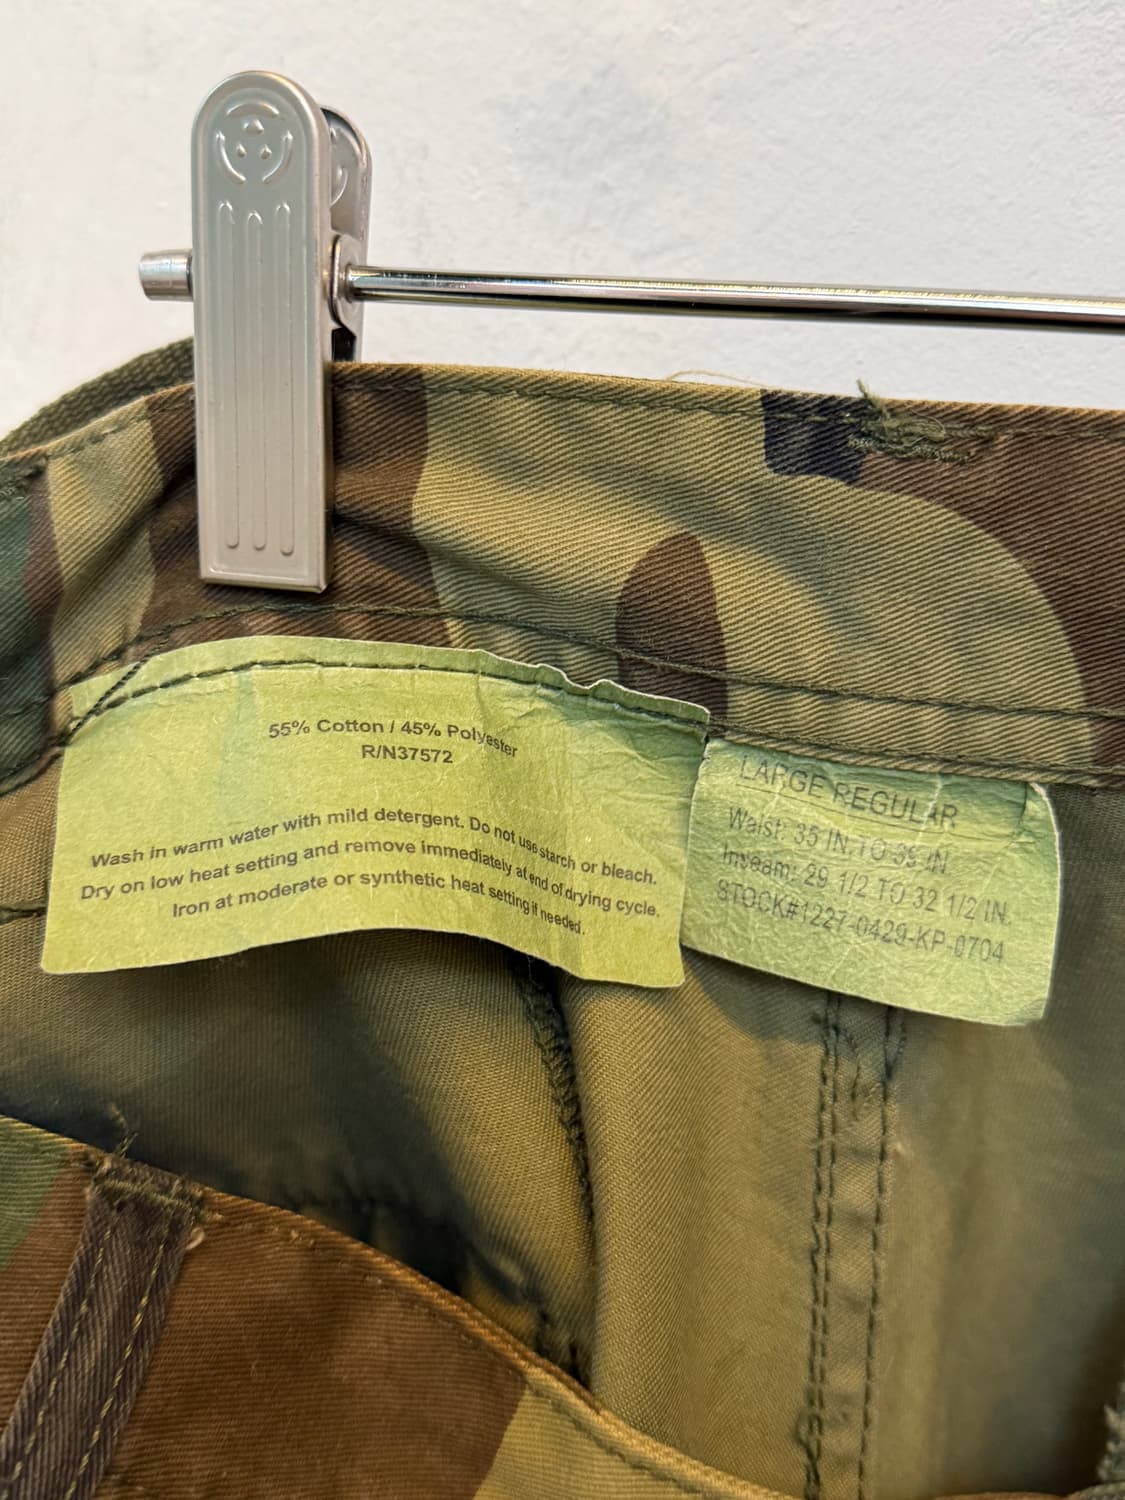 55% Cotton / 45% Polyester
R/N37572
Wash in warm water with mild detergent. Do not use starch or bleach.
Dry on low heat setting and remove immediately at end of drying cycle.
Iron at moderate or synthetic heat setting if needed.
LARGE REGULAR
Waist: 35 IN. TO 39 IN
Inseam: 29 1/2 TO 32 1/2 IN.
STOCK#1227-0429-KP-0704